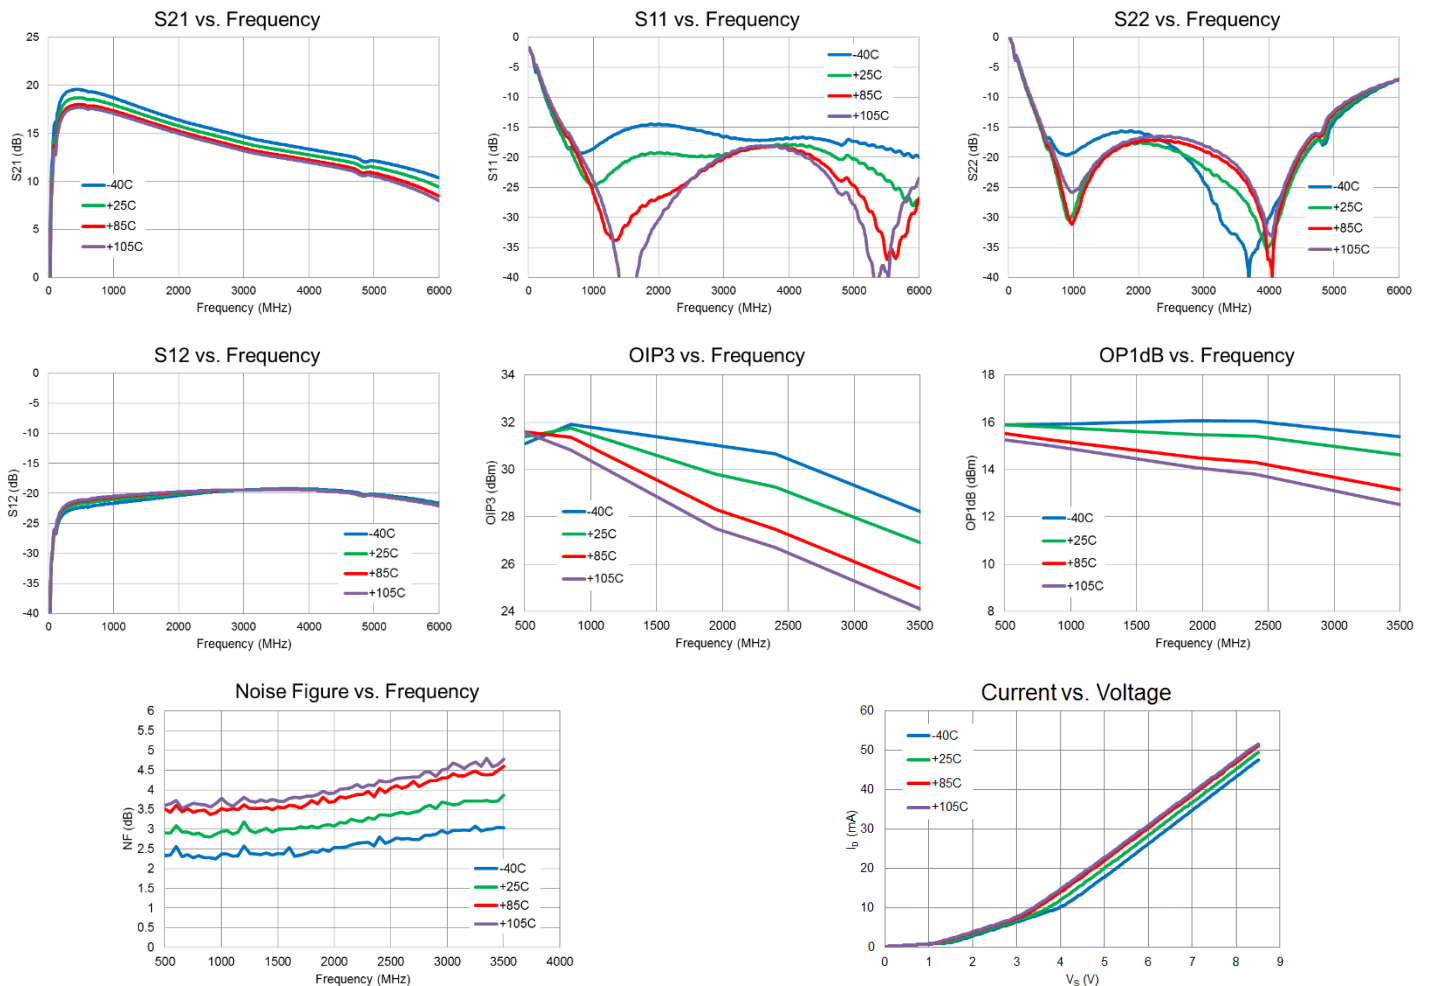 S21 vs. Frequency
25
20
15
10
5
0
S21 (dB)
-40C
+25C
+85C
+105C
0 1000 2000 3000 4000 5000 6000
Frequency (MHz)
S11 vs. Frequency
0
-5
-10
-15
-20
-25
-30
-35
-40
S11 (dB)
-40C
+25C
+85C
+105C
0 1000 2000 3000 4000 5000 6000
Frequency (MHz)
S22 vs. Frequency
0
-5
-10
-15
-20
-25
-30
-35
-40
S22 (dB)
-40C
+25C
+85C
+105C
0 1000 2000 3000 4000 5000 6000
Frequency (MHz)
S12 vs. Frequency
0
-5
-10
-15
-20
-25
-30
-35
-40
S12 (dB)
-40C
+25C
+85C
+105C
0 1000 2000 3000 4000 5000 6000
Frequency (MHz)
OIP3 vs. Frequency
34
32
30
28
26
24
OIP3 (dBm)
-40C
+25C
+85C
+105C
500 1000 1500 2000 2500 3000 3500
Frequency (MHz)
OP1dB vs. Frequency
18
16
14
12
10
8
OP1dB (dBm)
-40C
+25C
+85C
+105C
500 1000 1500 2000 2500 3000 3500
Frequency (MHz)
Noise Figure vs. Frequency
6
5.5
5
4.5
4
3.5
3
2.5
2
1.5
1
0.5
0
NF (dB)
-40C
+25C
+85C
+105C
500 1000 1500 2000 2500 3000 3500 4000
Frequency (MHz)
Current vs. Voltage
60
50
40
30
20
10
0
I_D (mA)
-40C
+25C
+85C
+105C
0 1 2 3 4 5 6 7 8 9
V_S (V)